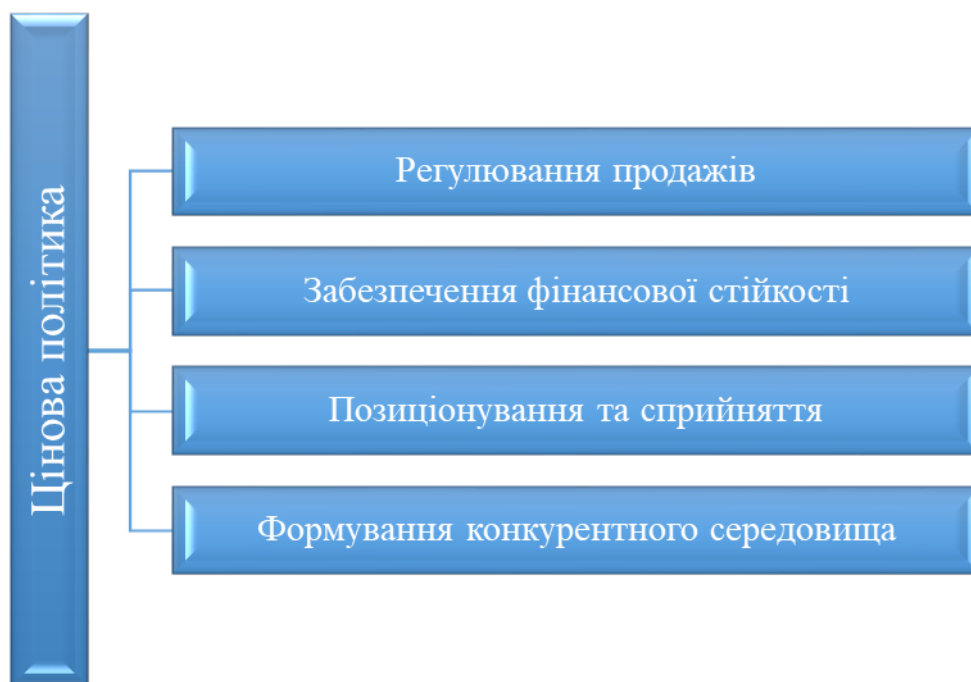 Цінова політика
Регулювання продажів
Забезпечення фінансової стійкості
Позиціонування та сприйняття
Формування конкурентного середовища